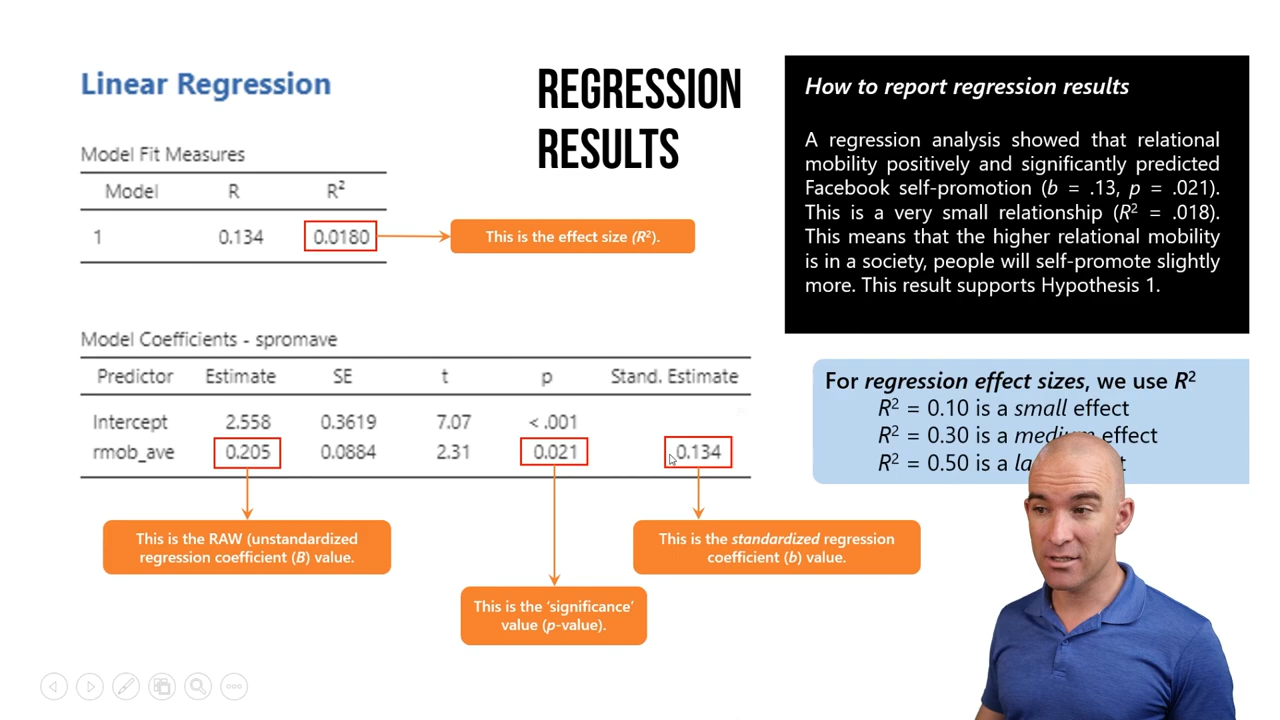 Linear Regression
REGRESSION
RESULTS
Model Fit Measures
Model R R²
1 0.134 0.0180
This is the effect size (R²).
How to report regression results
A regression analysis showed that relational
mobility positively and significantly predicted
Facebook self-promotion (b = .13, p = .021).
This is a very small relationship (R² = .018).
This means that the higher relational mobility
is in a society, people will self-promote slightly
more. This result supports Hypothesis 1.
Model Coefficients - spromave
Predictor Estimate SE t p Stand. Estimate
Intercept 2.558 0.3619 7.07 < .001
rmob_ave 0.205 0.0884 2.31 0.021 0.134
For regression effect sizes, we use R²
R² = 0.10 is a small effect
R² = 0.30 is a medium effect
R² = 0.50 is a
This is the RAW (unstandardized
regression coefficient (B) value.
This is the standardized regression
coefficient (b) value.
This is the 'significance'
value (p-value).